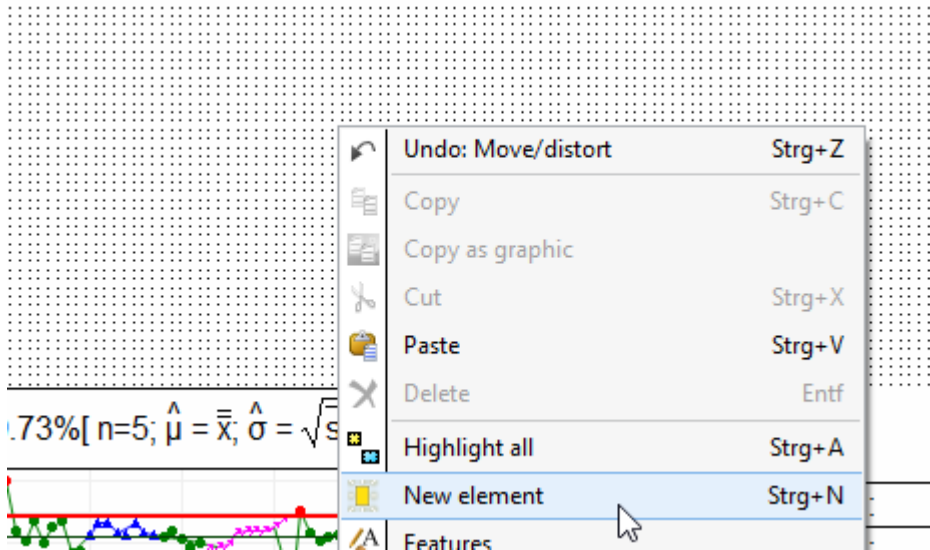 Undo: Move/distort Strg+Z
Copy Strg+C
Copy as graphic
Cut Strg+X
Paste Strg+V
Delete Entf
.73%[ n=5; μ̂ = x̿; σ̂ = √s
Highlight all Strg+A
New element Strg+N
Features